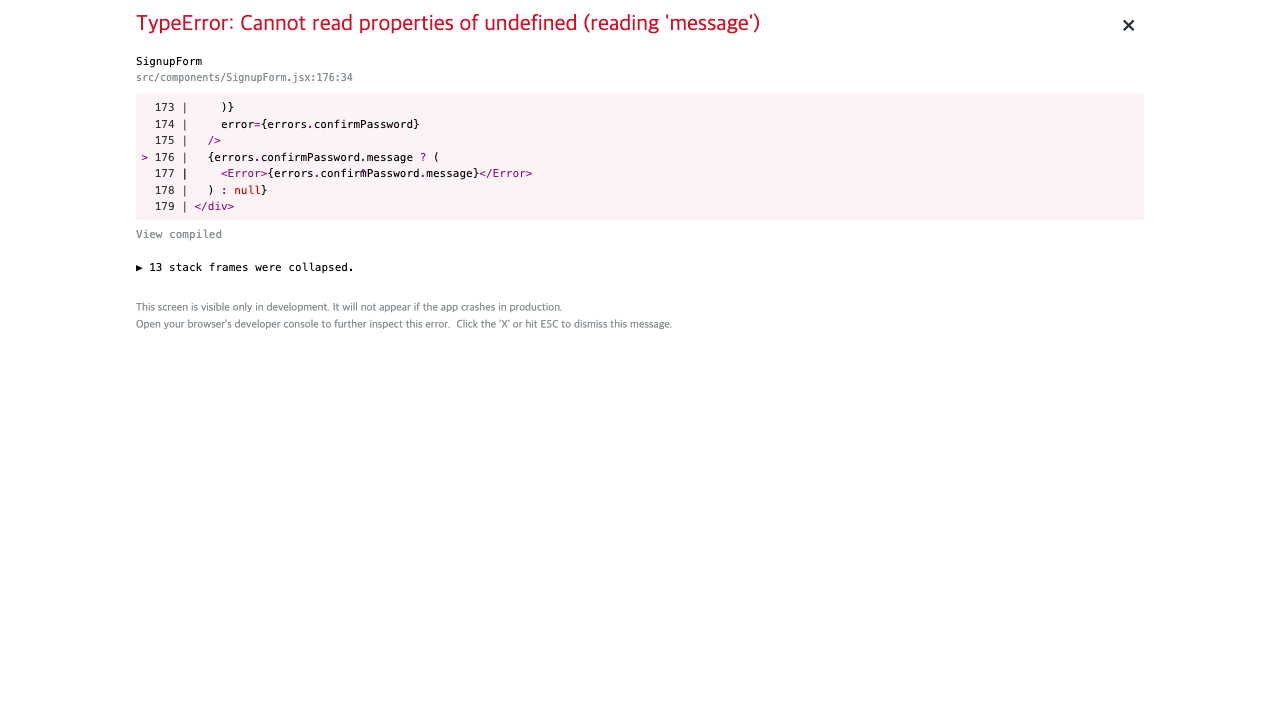 TypeError: Cannot read properties of undefined (reading 'message')
×
SignupForm
src/components/SignupForm.jsx:176:34
173 |     )}
174 |     error={errors.confirmPassword}
175 |   />
> 176 |   {errors.confirmPassword.message ? (
177 |     <Error>{errors.confirmPassword.message}</Error>
178 |   ) : null}
179 | </div>
View compiled
▶ 13 stack frames were collapsed.
This screen is visible only in development. It will not appear if the app crashes in production.
Open your browser's developer console to further inspect this error.  Click the 'X' or hit ESC to dismiss this message.